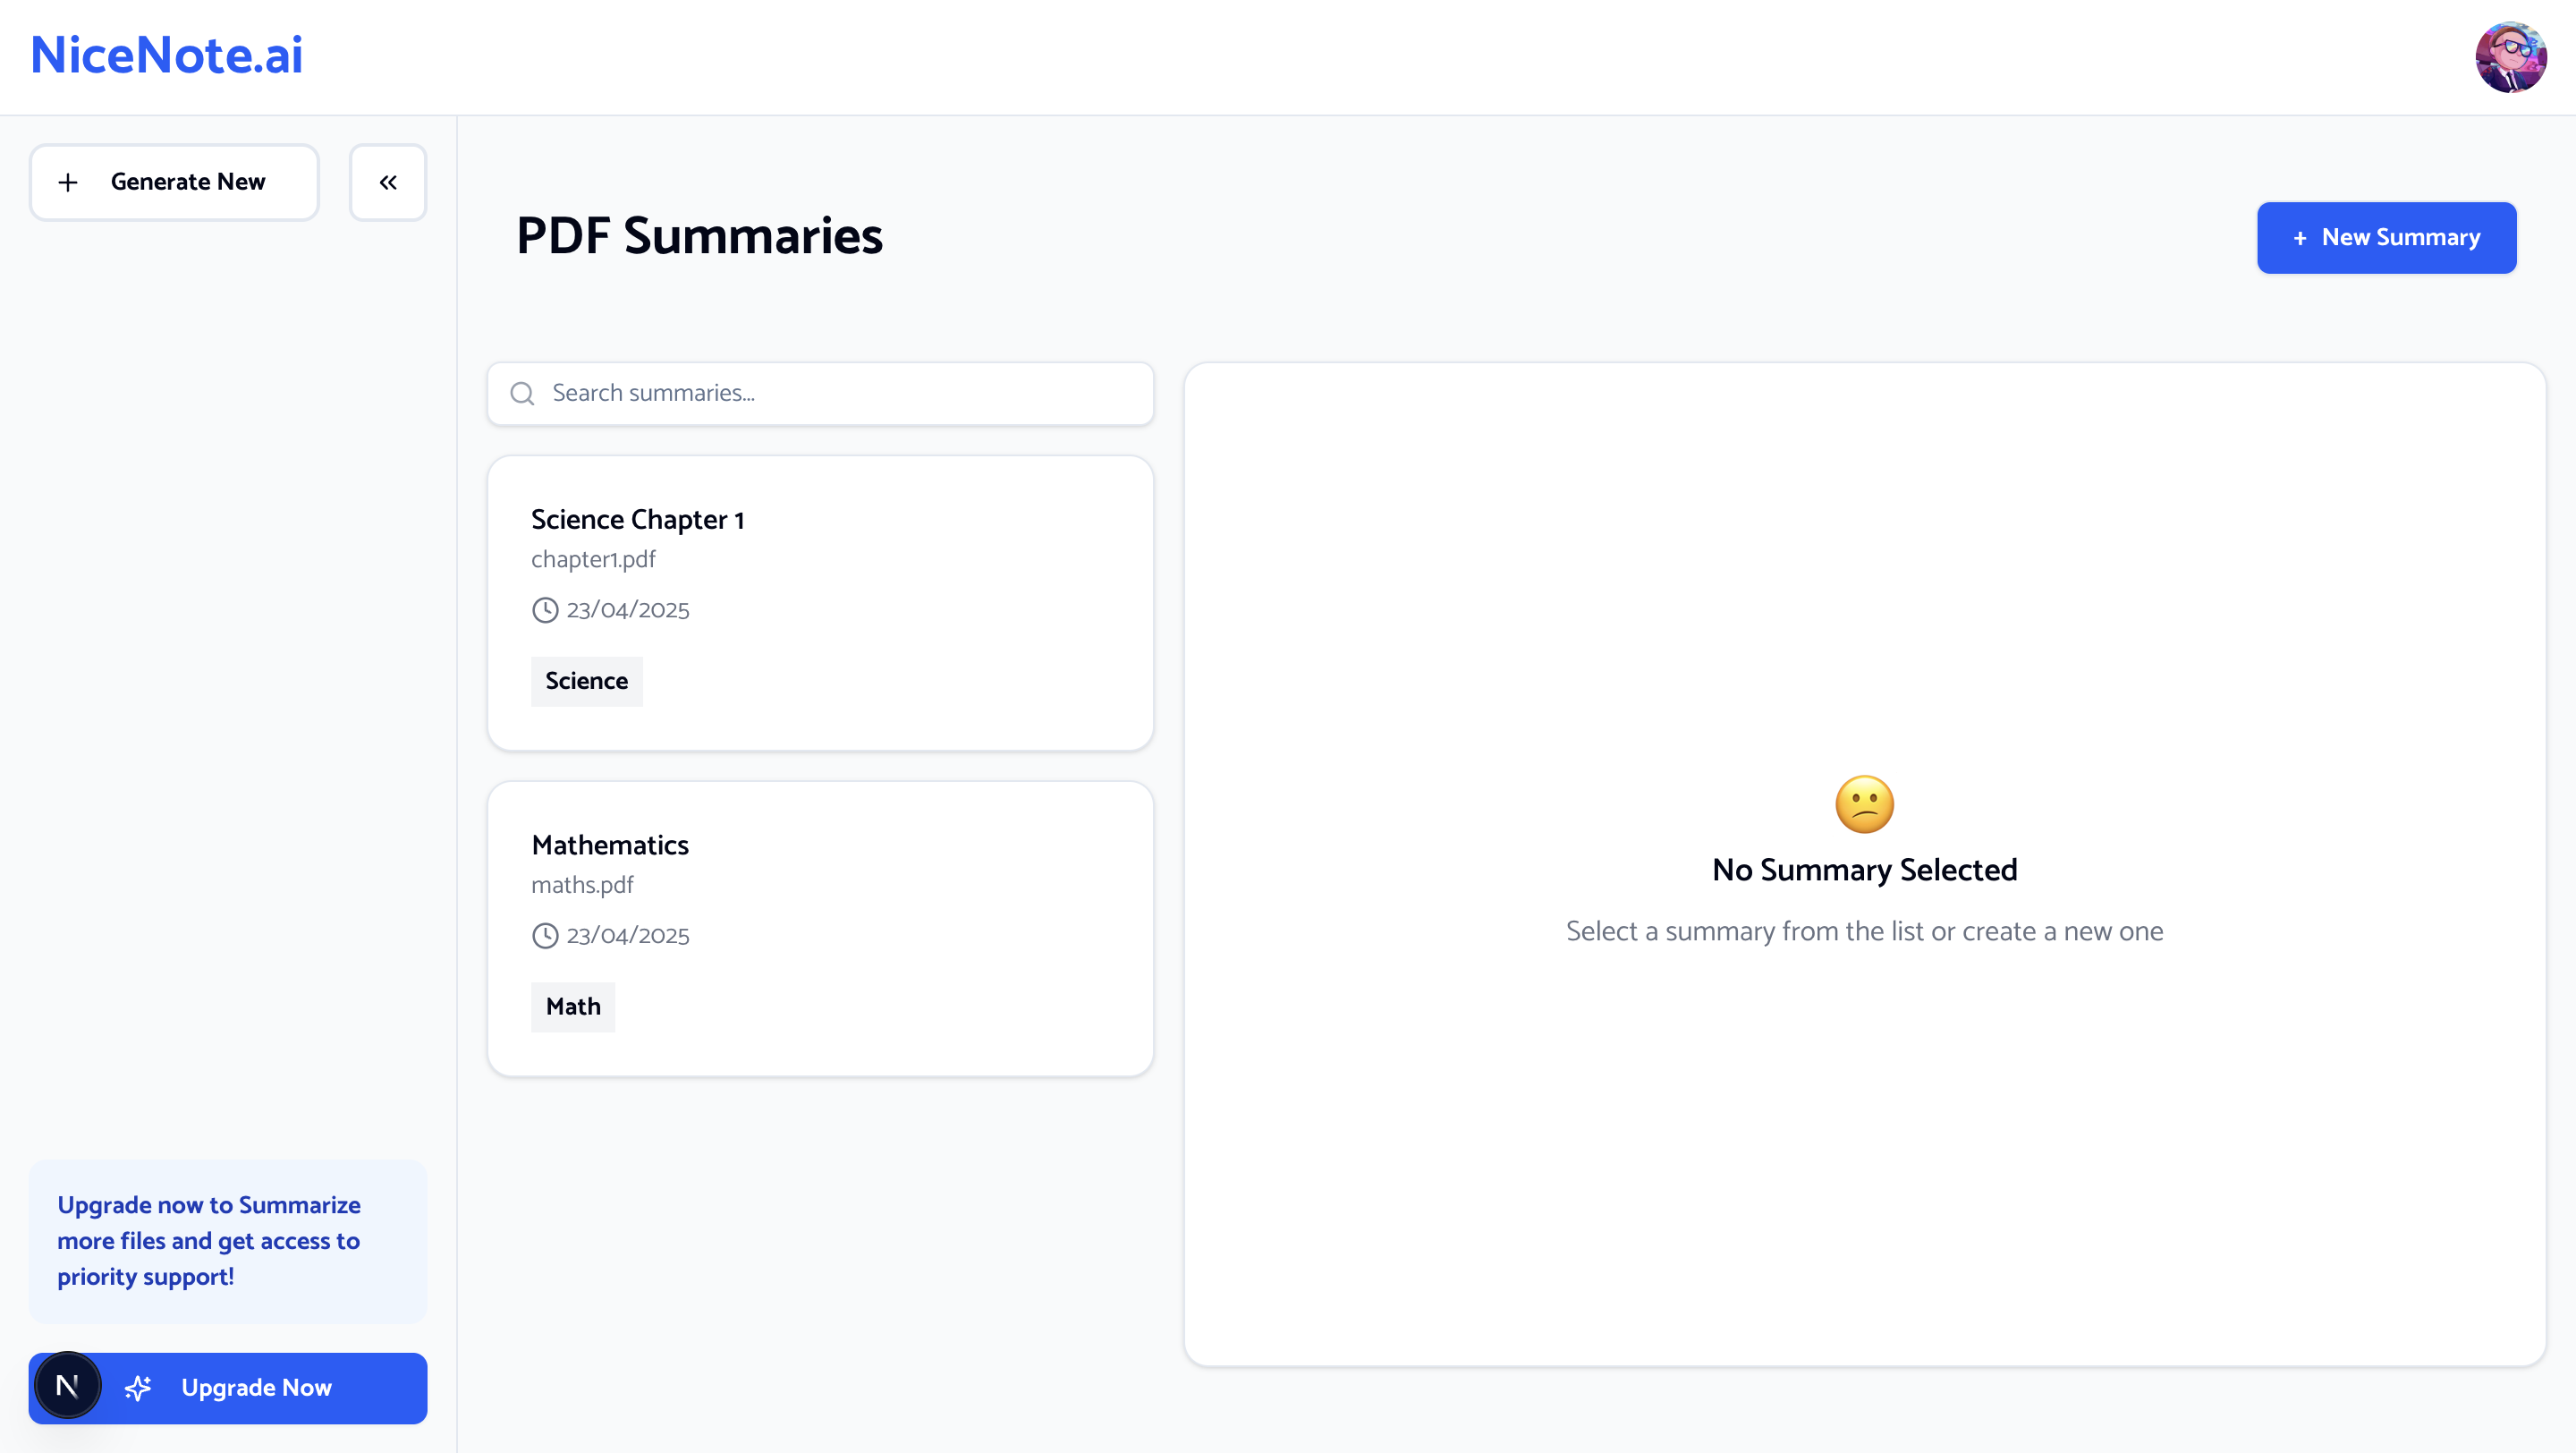 NiceNote.ai
+ Generate New
«
PDF Summaries
+ New Summary
Search summaries...
Science Chapter 1
chapter1.pdf
23/04/2025
Science
Mathematics
maths.pdf
23/04/2025
Math
No Summary Selected
Select a summary from the list or create a new one
Upgrade now to Summarize
more files and get access to
priority support!
N
Upgrade Now